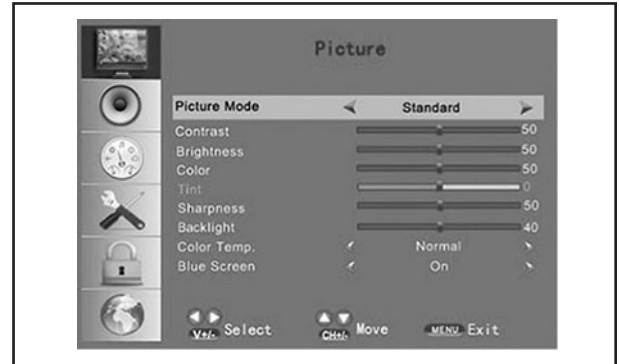 Picture
Picture Mode Standard
Contrast 50
Brightness 50
Color 50
Tint 0
Sharpness 50
Backlight 40
Color Temp. Normal
Blue Screen On
V+/- Select CH+/- Move MENU Exit